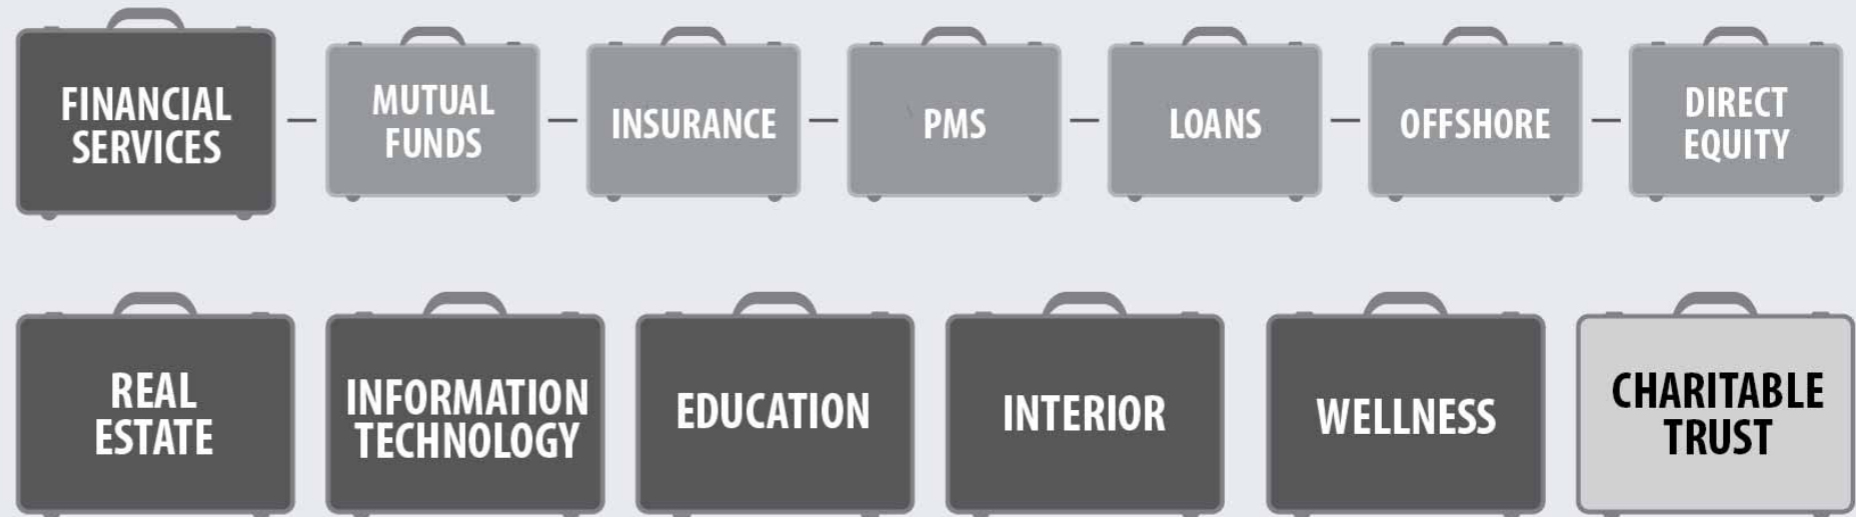 FINANCIAL
SERVICES
MUTUAL
FUNDS
INSURANCE
PMS
LOANS
OFFSHORE
DIRECT
EQUITY
REAL
ESTATE
INFORMATION
TECHNOLOGY
EDUCATION
INTERIOR
WELLNESS
CHARITABLE
TRUST